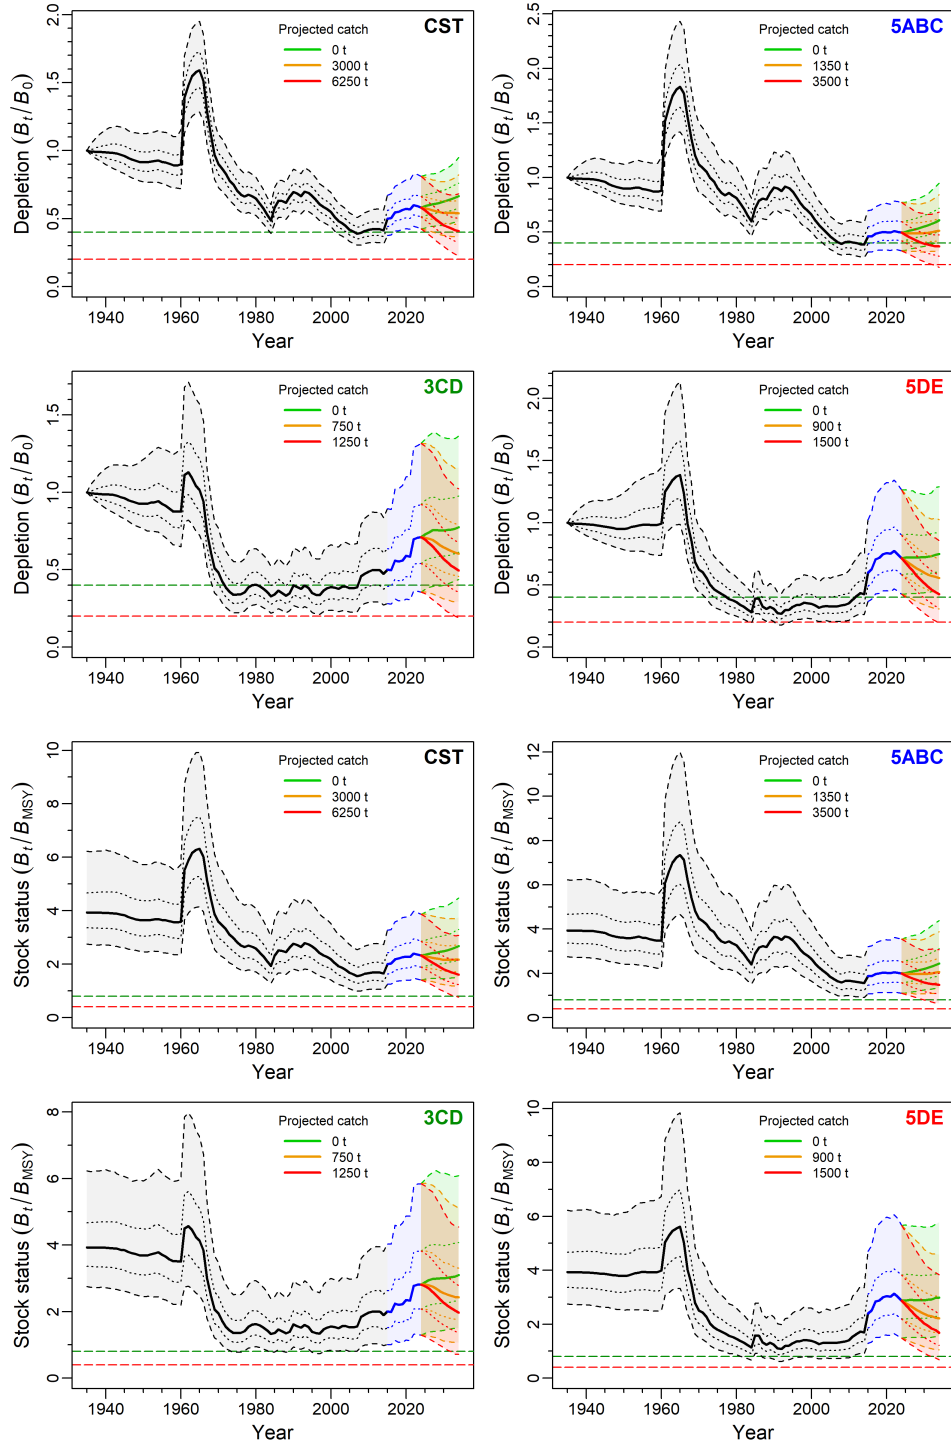 CST
Projected catch
0 t
3000 t
6250 t
Depletion (Bt/B0)
0.0 0.5 1.0 1.5 2.0
1940 1960 1980 2000 2020
Year
5ABC
Projected catch
0 t
1350 t
3500 t
Depletion (Bt/B0)
0.0 0.5 1.0 1.5 2.0 2.5
1940 1960 1980 2000 2020
Year
3CD
Projected catch
0 t
750 t
1250 t
Depletion (Bt/B0)
0.0 0.5 1.0 1.5
1940 1960 1980 2000 2020
Year
5DE
Projected catch
0 t
900 t
1500 t
Depletion (Bt/B0)
0.0 0.5 1.0 1.5 2.0
1940 1960 1980 2000 2020
Year
CST
Projected catch
0 t
3000 t
6250 t
Stock status (Bt/BMSY)
0 2 4 6 8 10
1940 1960 1980 2000 2020
Year
5ABC
Projected catch
0 t
1350 t
3500 t
Stock status (Bt/BMSY)
0 2 4 6 8 10 12
1940 1960 1980 2000 2020
Year
3CD
Projected catch
0 t
750 t
1250 t
Stock status (Bt/BMSY)
0 2 4 6 8
1940 1960 1980 2000 2020
Year
5DE
Projected catch
0 t
900 t
1500 t
Stock status (Bt/BMSY)
0 2 4 6 8 10
1940 1960 1980 2000 2020
Year